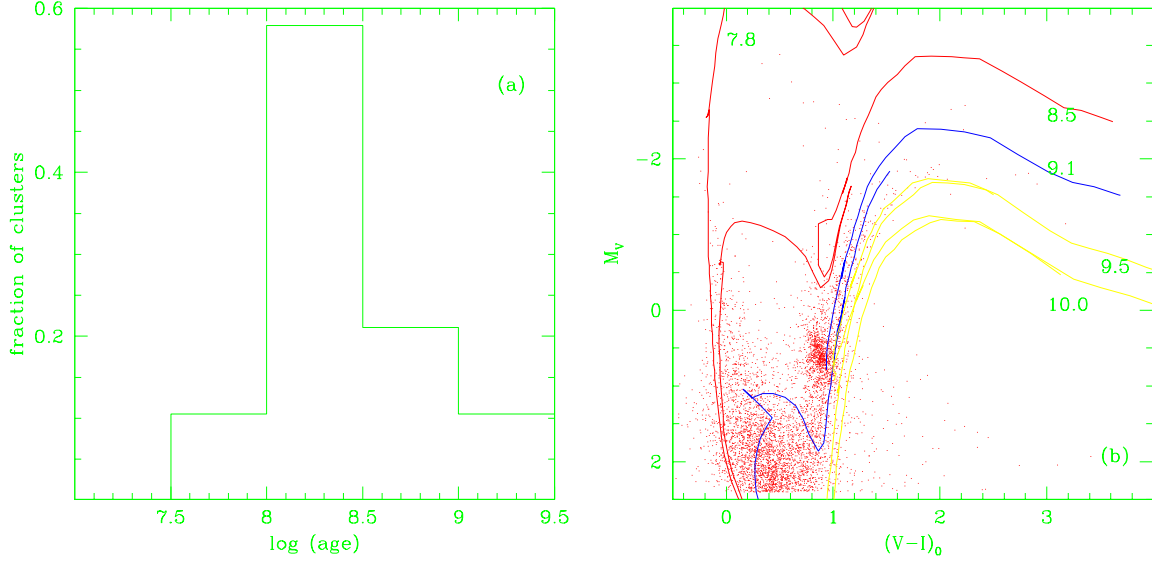 0.6
0.4
0.2
fraction of clusters
(a)
7.5 8 8.5 9 9.5
log (age)
7.8
8.5
9.1
9.5
10.0
−2
0
2
M_V
(b)
0 1 2 3
(V−I)_0